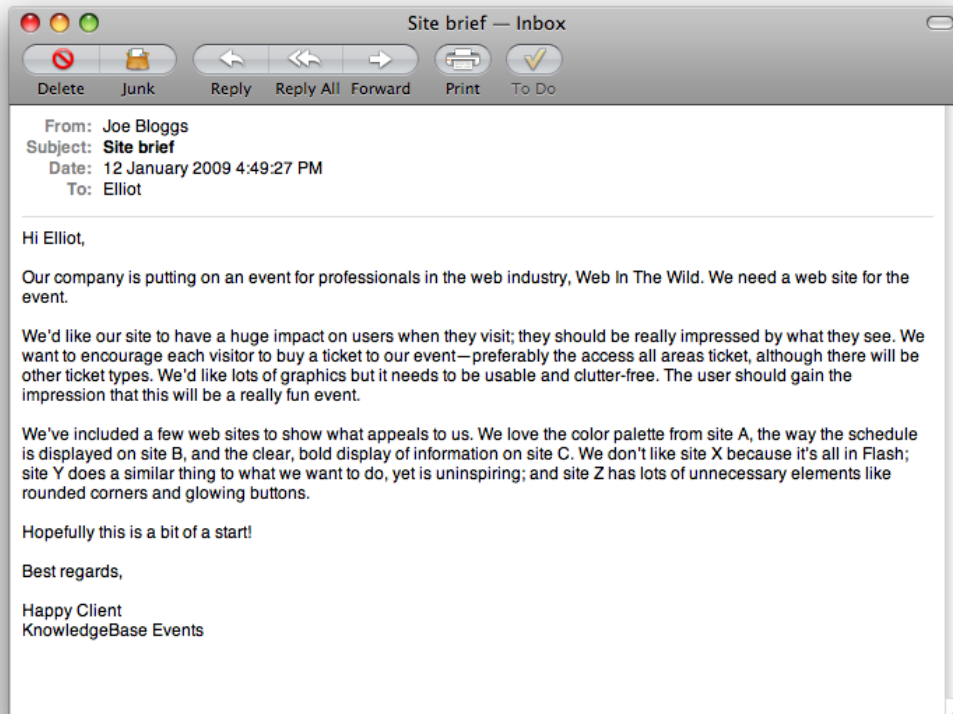 Site brief — Inbox
Delete Junk Reply Reply All Forward Print To Do
From: Joe Bloggs
Subject: Site brief
Date: 12 January 2009 4:49:27 PM
To: Elliot
Hi Elliot,
Our company is putting on an event for professionals in the web industry, Web In The Wild. We need a web site for the
event.
We'd like our site to have a huge impact on users when they visit; they should be really impressed by what they see. We
want to encourage each visitor to buy a ticket to our event—preferably the access all areas ticket, although there will be
other ticket types. We'd like lots of graphics but it needs to be usable and clutter-free. The user should gain the
impression that this will be a really fun event.
We've included a few web sites to show what appeals to us. We love the color palette from site A, the way the schedule
is displayed on site B, and the clear, bold display of information on site C. We don't like site X because it's all in Flash;
site Y does a similar thing to what we want to do, yet is uninspiring; and site Z has lots of unnecessary elements like
rounded corners and glowing buttons.
Hopefully this is a bit of a start!
Best regards,
Happy Client
KnowledgeBase Events